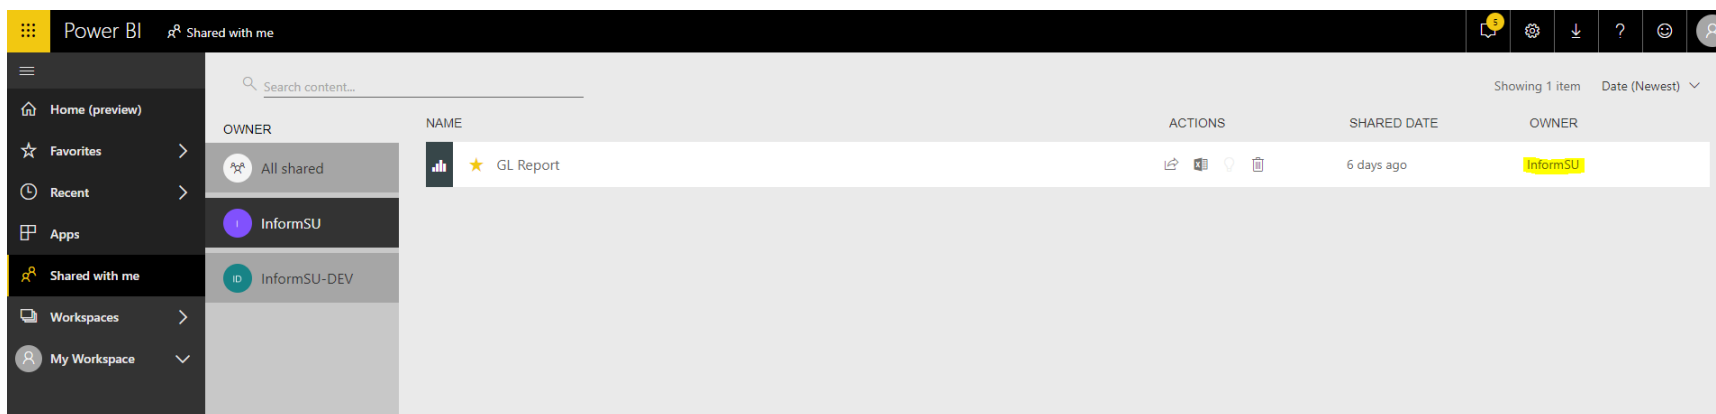 Power BI Shared with me 5 ?
Search content... Showing 1 item Date (Newest)
Home (preview)
Favorites
Recent
Apps
Shared with me
Workspaces
My Workspace
OWNER
All shared
I InformSU
ID InformSU-DEV
NAME ACTIONS SHARED DATE OWNER
GL Report 6 days ago InformSU